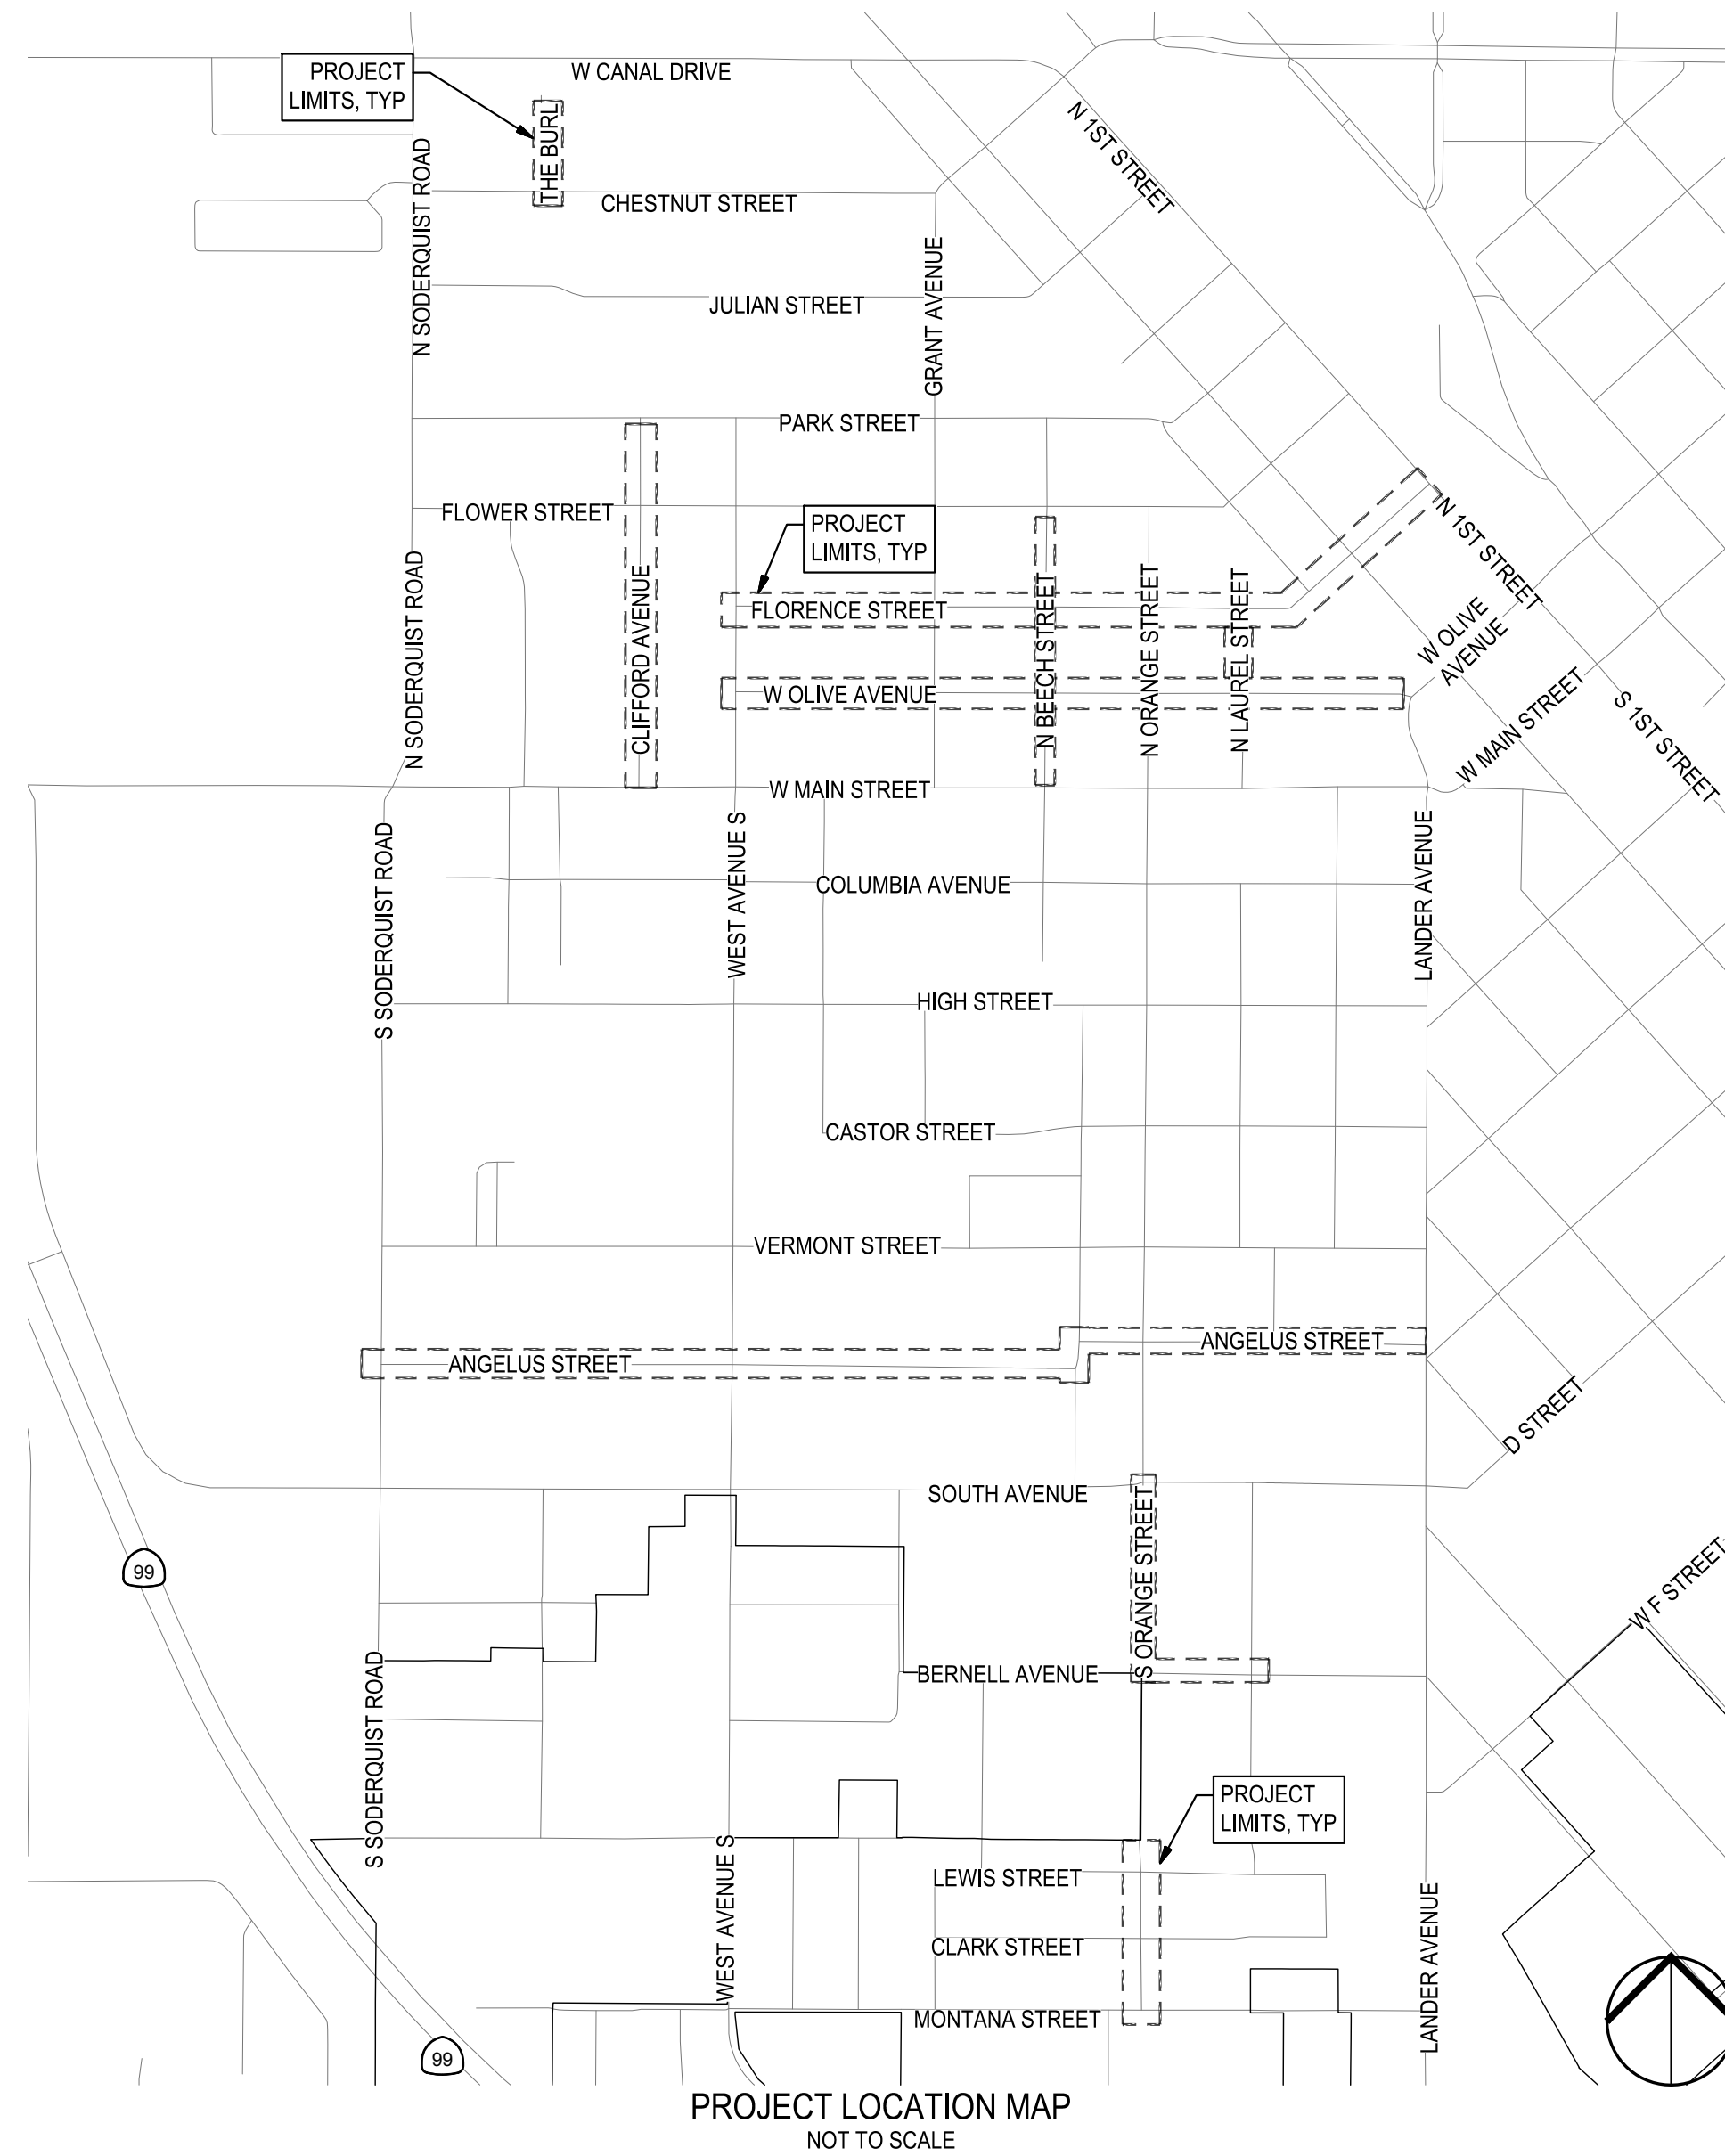 PROJECT
LIMITS, TYP
W CANAL DRIVE
THE BURL
N 1ST STREET
N SODERQUIST ROAD
CHESTNUT STREET
GRANT AVENUE
JULIAN STREET
PARK STREET
FLOWER STREET
PROJECT
LIMITS, TYP
N 1ST STREET
N SODERQUIST ROAD
CLIFFORD AVENUE
FLORENCE STREET
N BEECH STREET
N ORANGE STREET
N LAUREL STREET
W OLIVE
AVENUE
W OLIVE AVENUE
W MAIN STREET
S 1ST STREET
W MAIN STREET
S SODERQUIST ROAD
WEST AVENUE S
LANDER AVENUE
COLUMBIA AVENUE
HIGH STREET
CASTOR STREET
VERMONT STREET
ANGELUS STREET
ANGELUS STREET
D STREET
SOUTH AVENUE
S ORANGE STREET
99
W F STREET
BERNELL AVENUE
S SODERQUIST ROAD
PROJECT
LIMITS, TYP
WEST AVENUE S
LEWIS STREET
CLARK STREET
LANDER AVENUE
MONTANA STREET
99
PROJECT LOCATION MAP
NOT TO SCALE